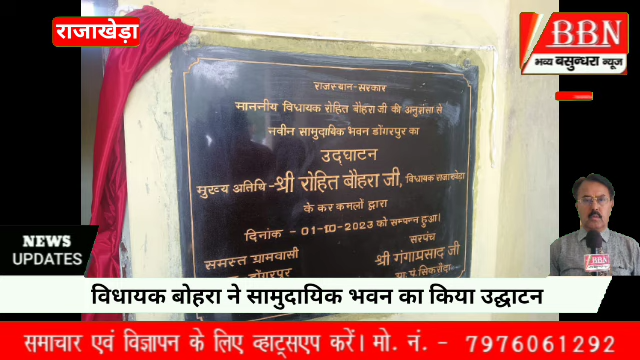 राजाखेड़ा
BBN
भव्य बसुन्धरा न्यूज
राजस्थान-सरकार
माननीय विधायक रोहित बौहरा जी की अनुशंसा से
नवीन सामुदायिक भवन डोंगरपुर का
उद्घाटन
मुख्य अतिथि-श्री रोहित बौहरा जी, विधायक राजाखेड़ा
के कर कमलों द्वारा
दिनांक - 01-10-2023 को सम्पन्न हुआ।
समस्त ग्रामवासी
डोंगरपुर
सरपंच
श्री गंगाप्रसाद जी
ग्रा.पं.
BBN
NEWS
UPDATES
विधायक बोहरा ने सामुदायिक भवन का किया उद्घाटन
समाचार एवं विज्ञापन के लिए व्हाट्सएप करें। मो. नं. - 7976061292